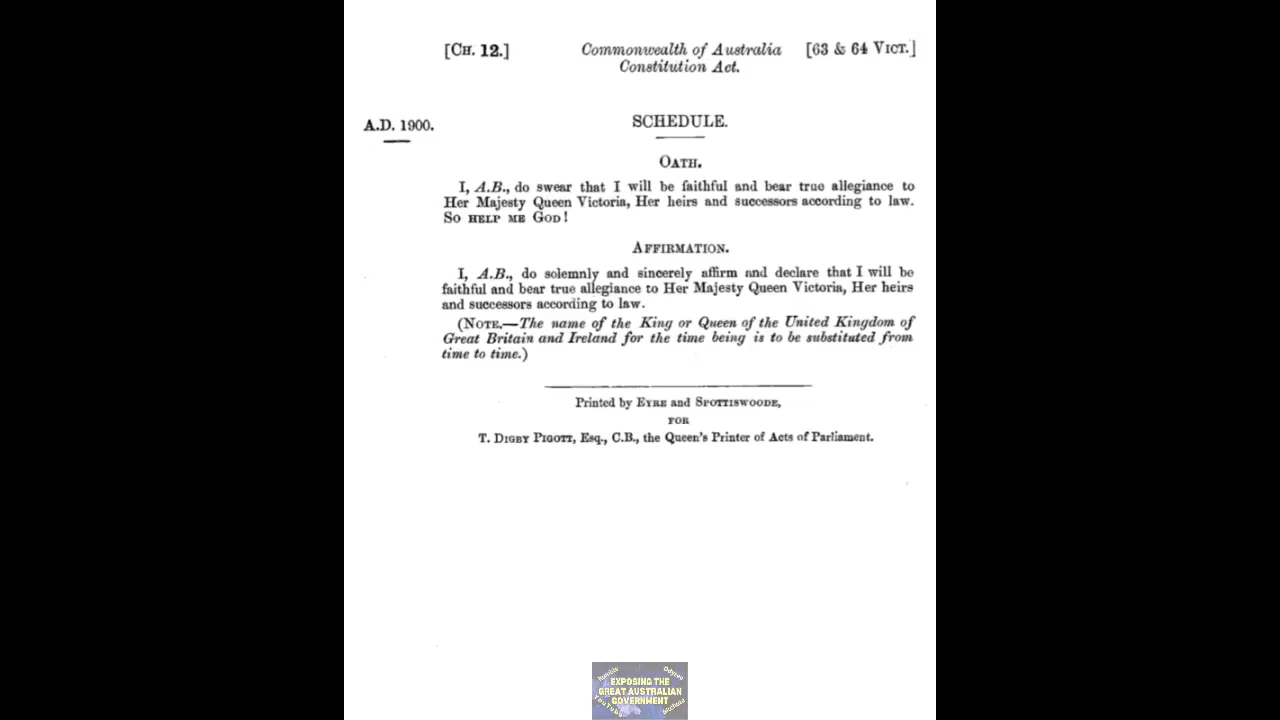 [CH. 12.] Commonwealth of Australia [63 & 64 VICT.]
Constitution Act.
A.D. 1900.
SCHEDULE.
OATH.
I, A.B., do swear that I will be faithful and bear true allegiance to
Her Majesty Queen Victoria, Her heirs and successors according to law.
SO HELP ME GOD!
AFFIRMATION.
I, A.B., do solemnly and sincerely affirm and declare that I will be
faithful and bear true allegiance to Her Majesty Queen Victoria, Her heirs
and successors according to law.
(NOTE.—The name of the King or Queen of the United Kingdom of
Great Britain and Ireland for the time being is to be substituted from
time to time.)
Printed by EYRE and SPOTTISWOODE,
FOR
T. DIGBY PIGOTT, Esq., C.B., the Queen's Printer of Acts of Parliament.
Rumble Odysee
EXPOSING THE
GREAT AUSTRALIAN
GOVERNMENT
YouTube Bitchute